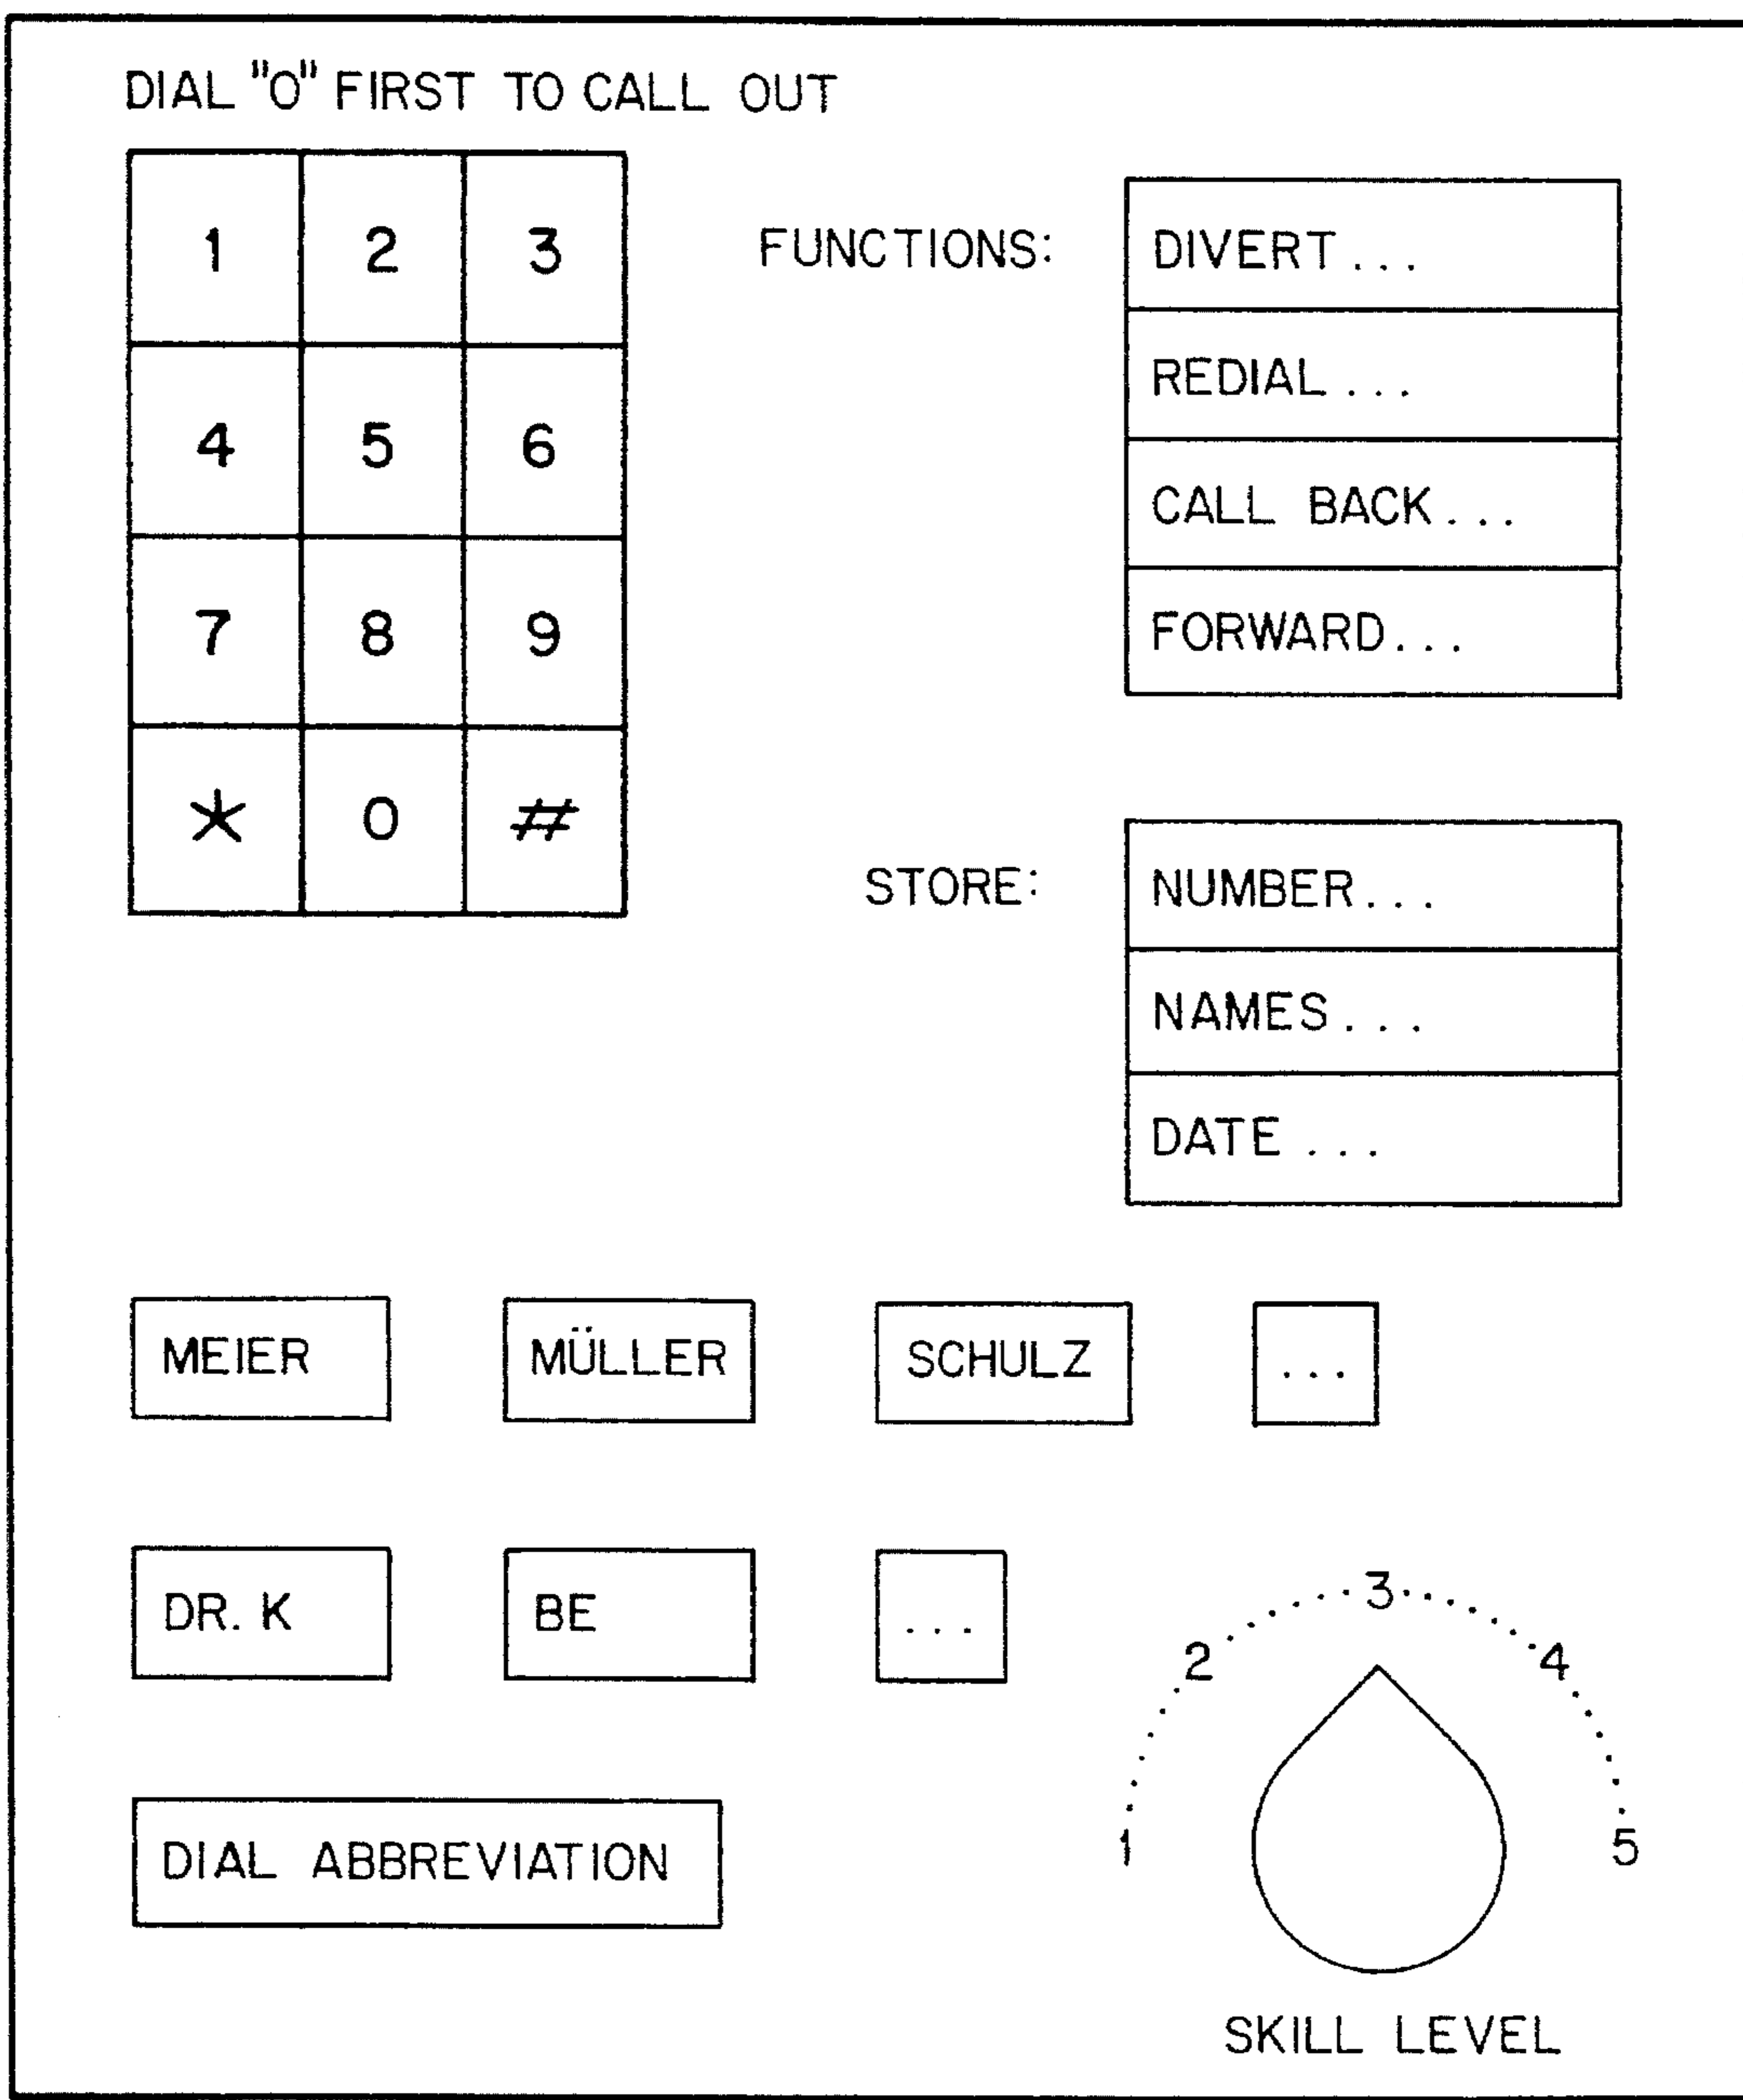 DIAL "0" FIRST TO CALL OUT
1 2 3
4 5 6
7 8 9
* 0 #
FUNCTIONS:
DIVERT...
REDIAL...
CALL BACK...
FORWARD...
STORE:
NUMBER...
NAMES...
DATE ...
MEIER MÜLLER SCHULZ ...
DR. K BE ...
DIAL ABBREVIATION
1 2 3 4 5
SKILL LEVEL